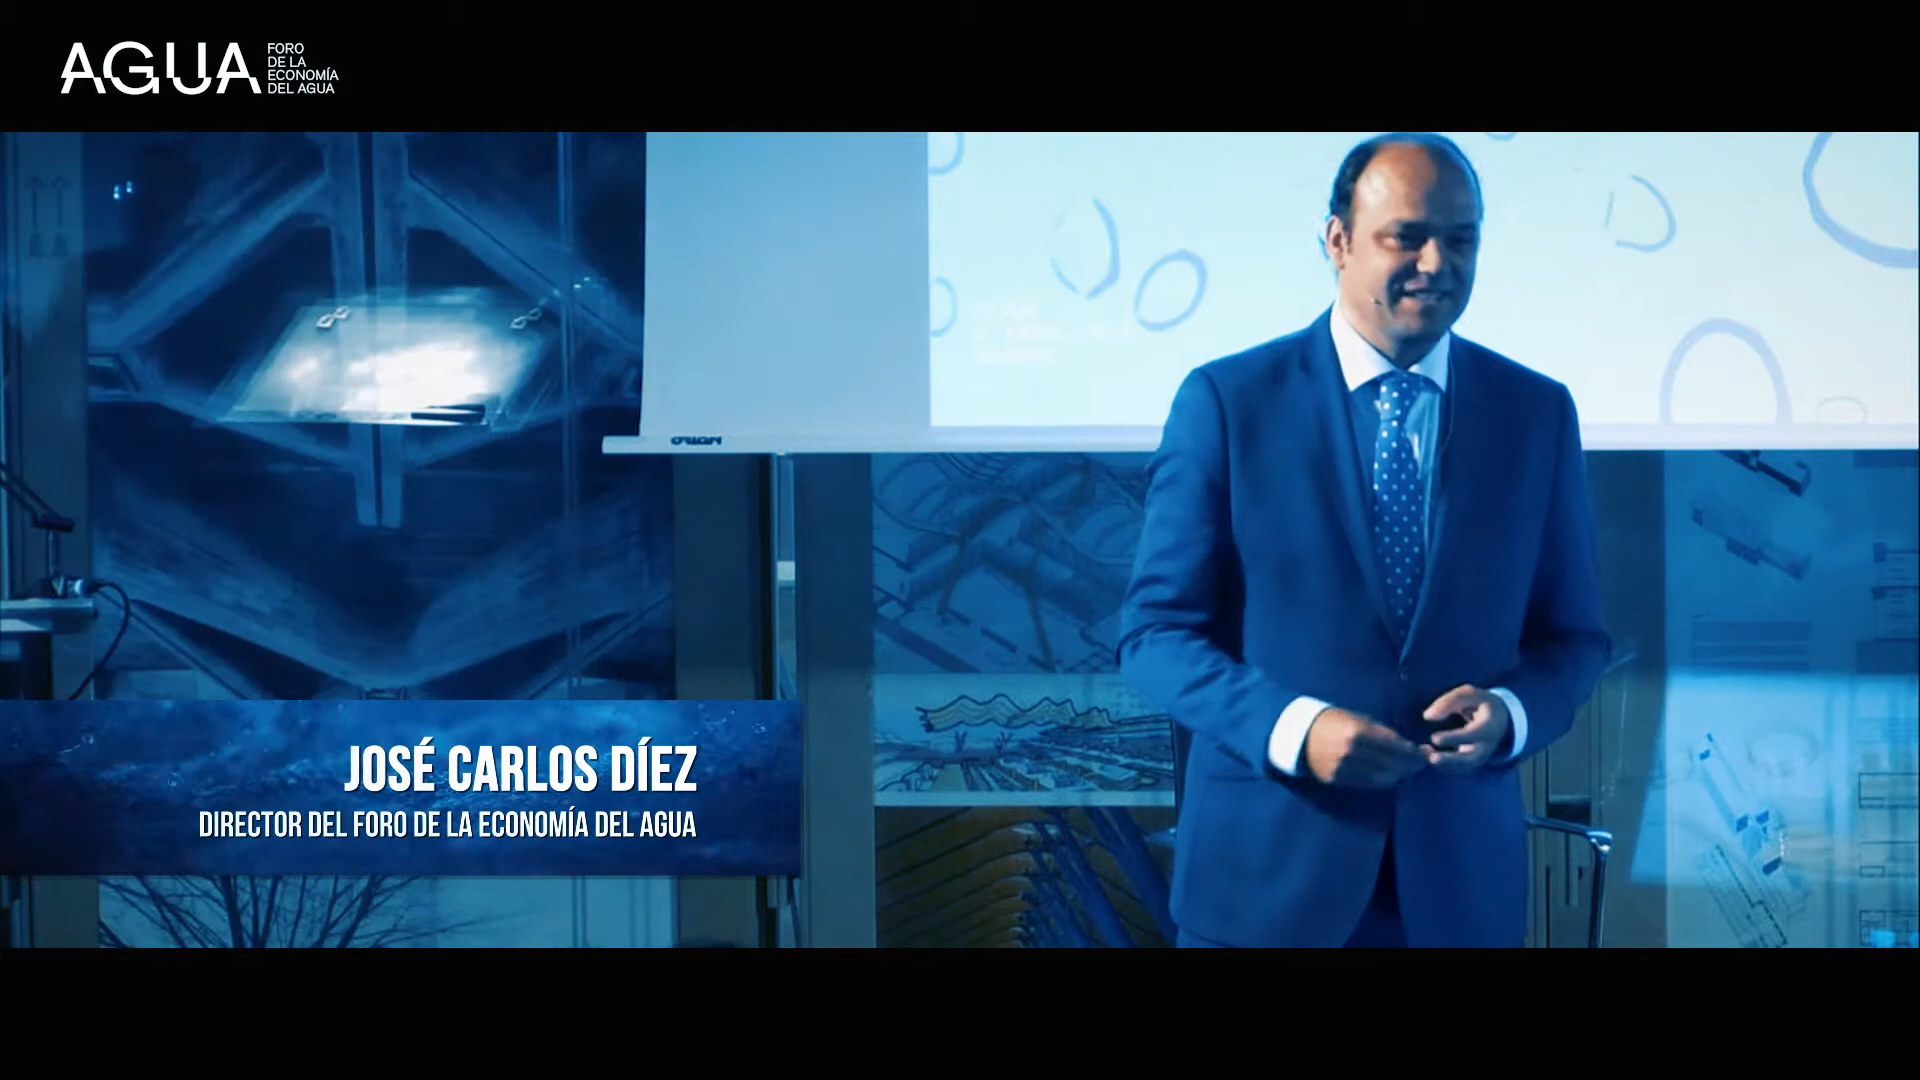 AGUA
FORO
DE LA
ECONOMÍA
DEL AGUA
JOSÉ CARLOS DÍEZ
DIRECTOR DEL FORO DE LA ECONOMÍA DEL AGUA